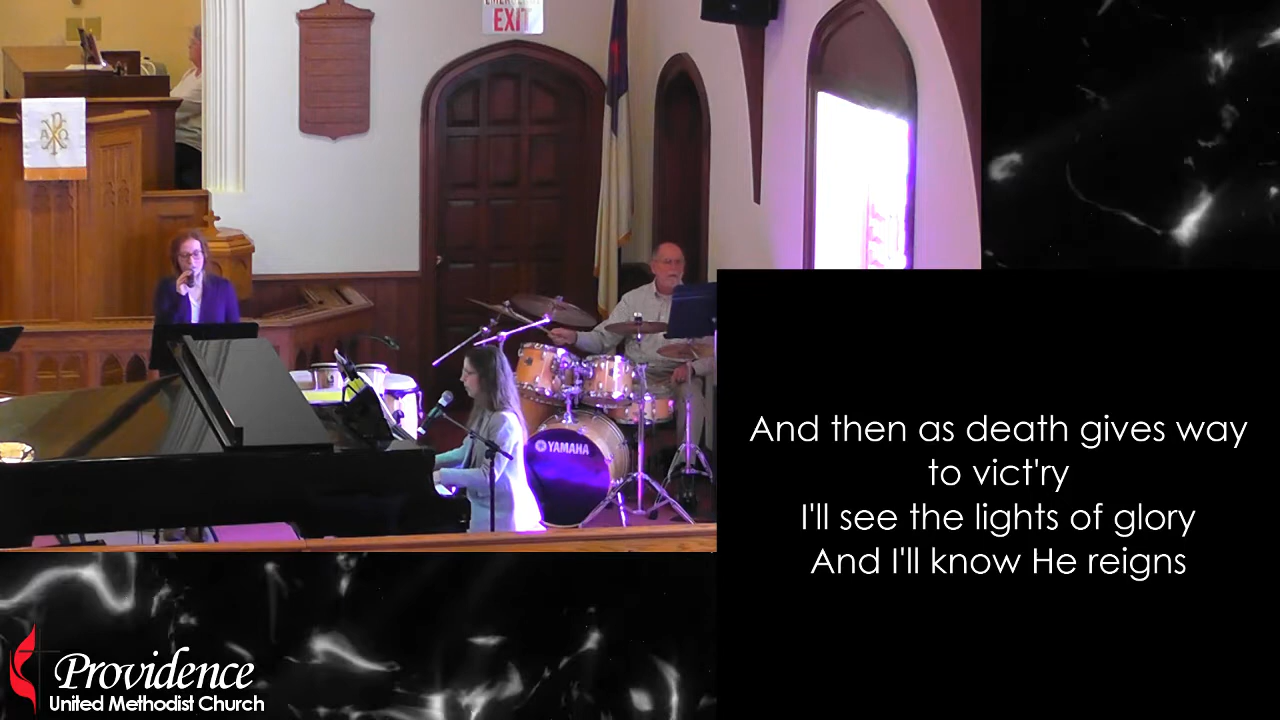 EXIT
YAMAHA
And then as death gives way
to vict'ry
I'll see the lights of glory
And I'll know He reigns
Providence
United Methodist Church